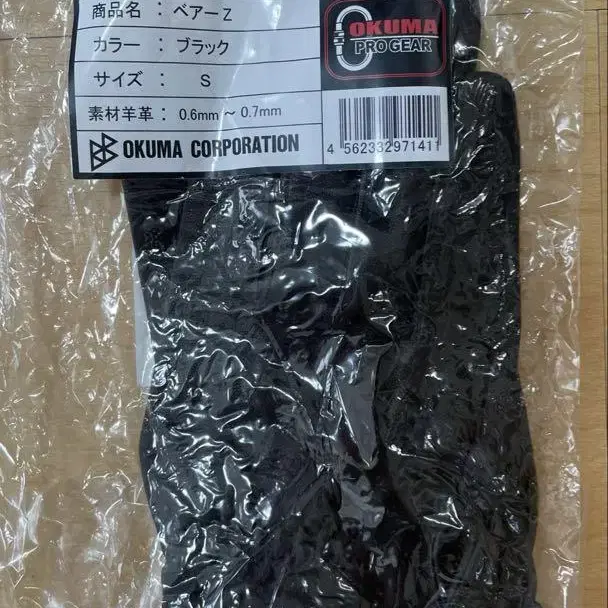 商品名 : ベアーZ
カラー : ブラック
サイズ : S
素材羊革 : 0.6mm ～ 0.7mm
OKUMA CORPORATION
OKUMA
PRO GEAR
4 562332 971411